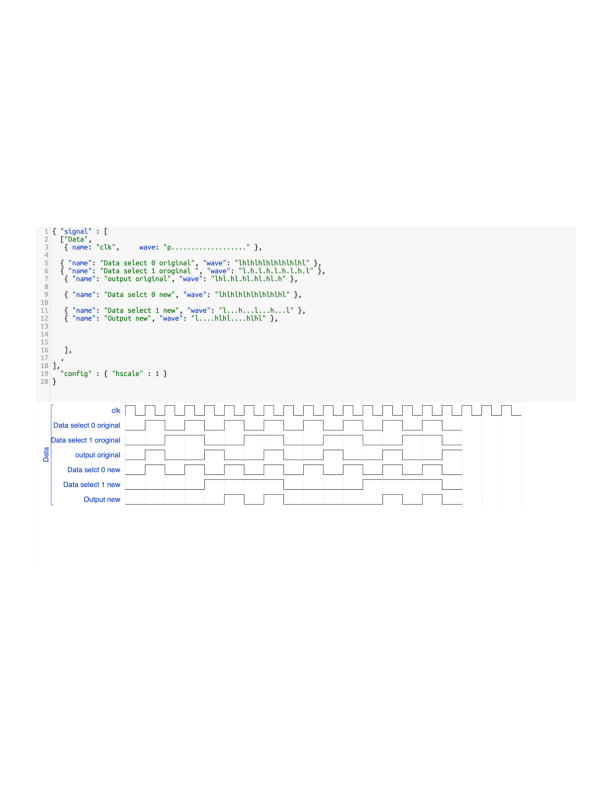 1 { "signal" : [
2 ["Data",
3 { name: "clk", wave: "p..................." },
4
5 { "name": "Data select 0 original", "wave": "lhlhlhlhlhlhlhlhl" },
6 { "name": "Data select 1 oroginal ", "wave": "l.h.l.h.l.h.l.h.l" },
7 { "name": "output original", "wave": "lhl.hl.hl.hl.hl.h" },
8
9 { "name": "Data selct 0 new", "wave": "lhlhlhlhlhlhlhlhl" },
10
11 { "name": "Data select 1 new", "wave": "l...h...l...h...l" },
12 { "name": "Output new", "wave": "l....hlhl....hlhl" },
13
14
15
16 ],
17 ,
18 ],
19 "config" : { "hscale" : 1 }
20 }
clk
Data select 0 original
Data select 1 oroginal
output original
Data selct 0 new
Data select 1 new
Output new
Data